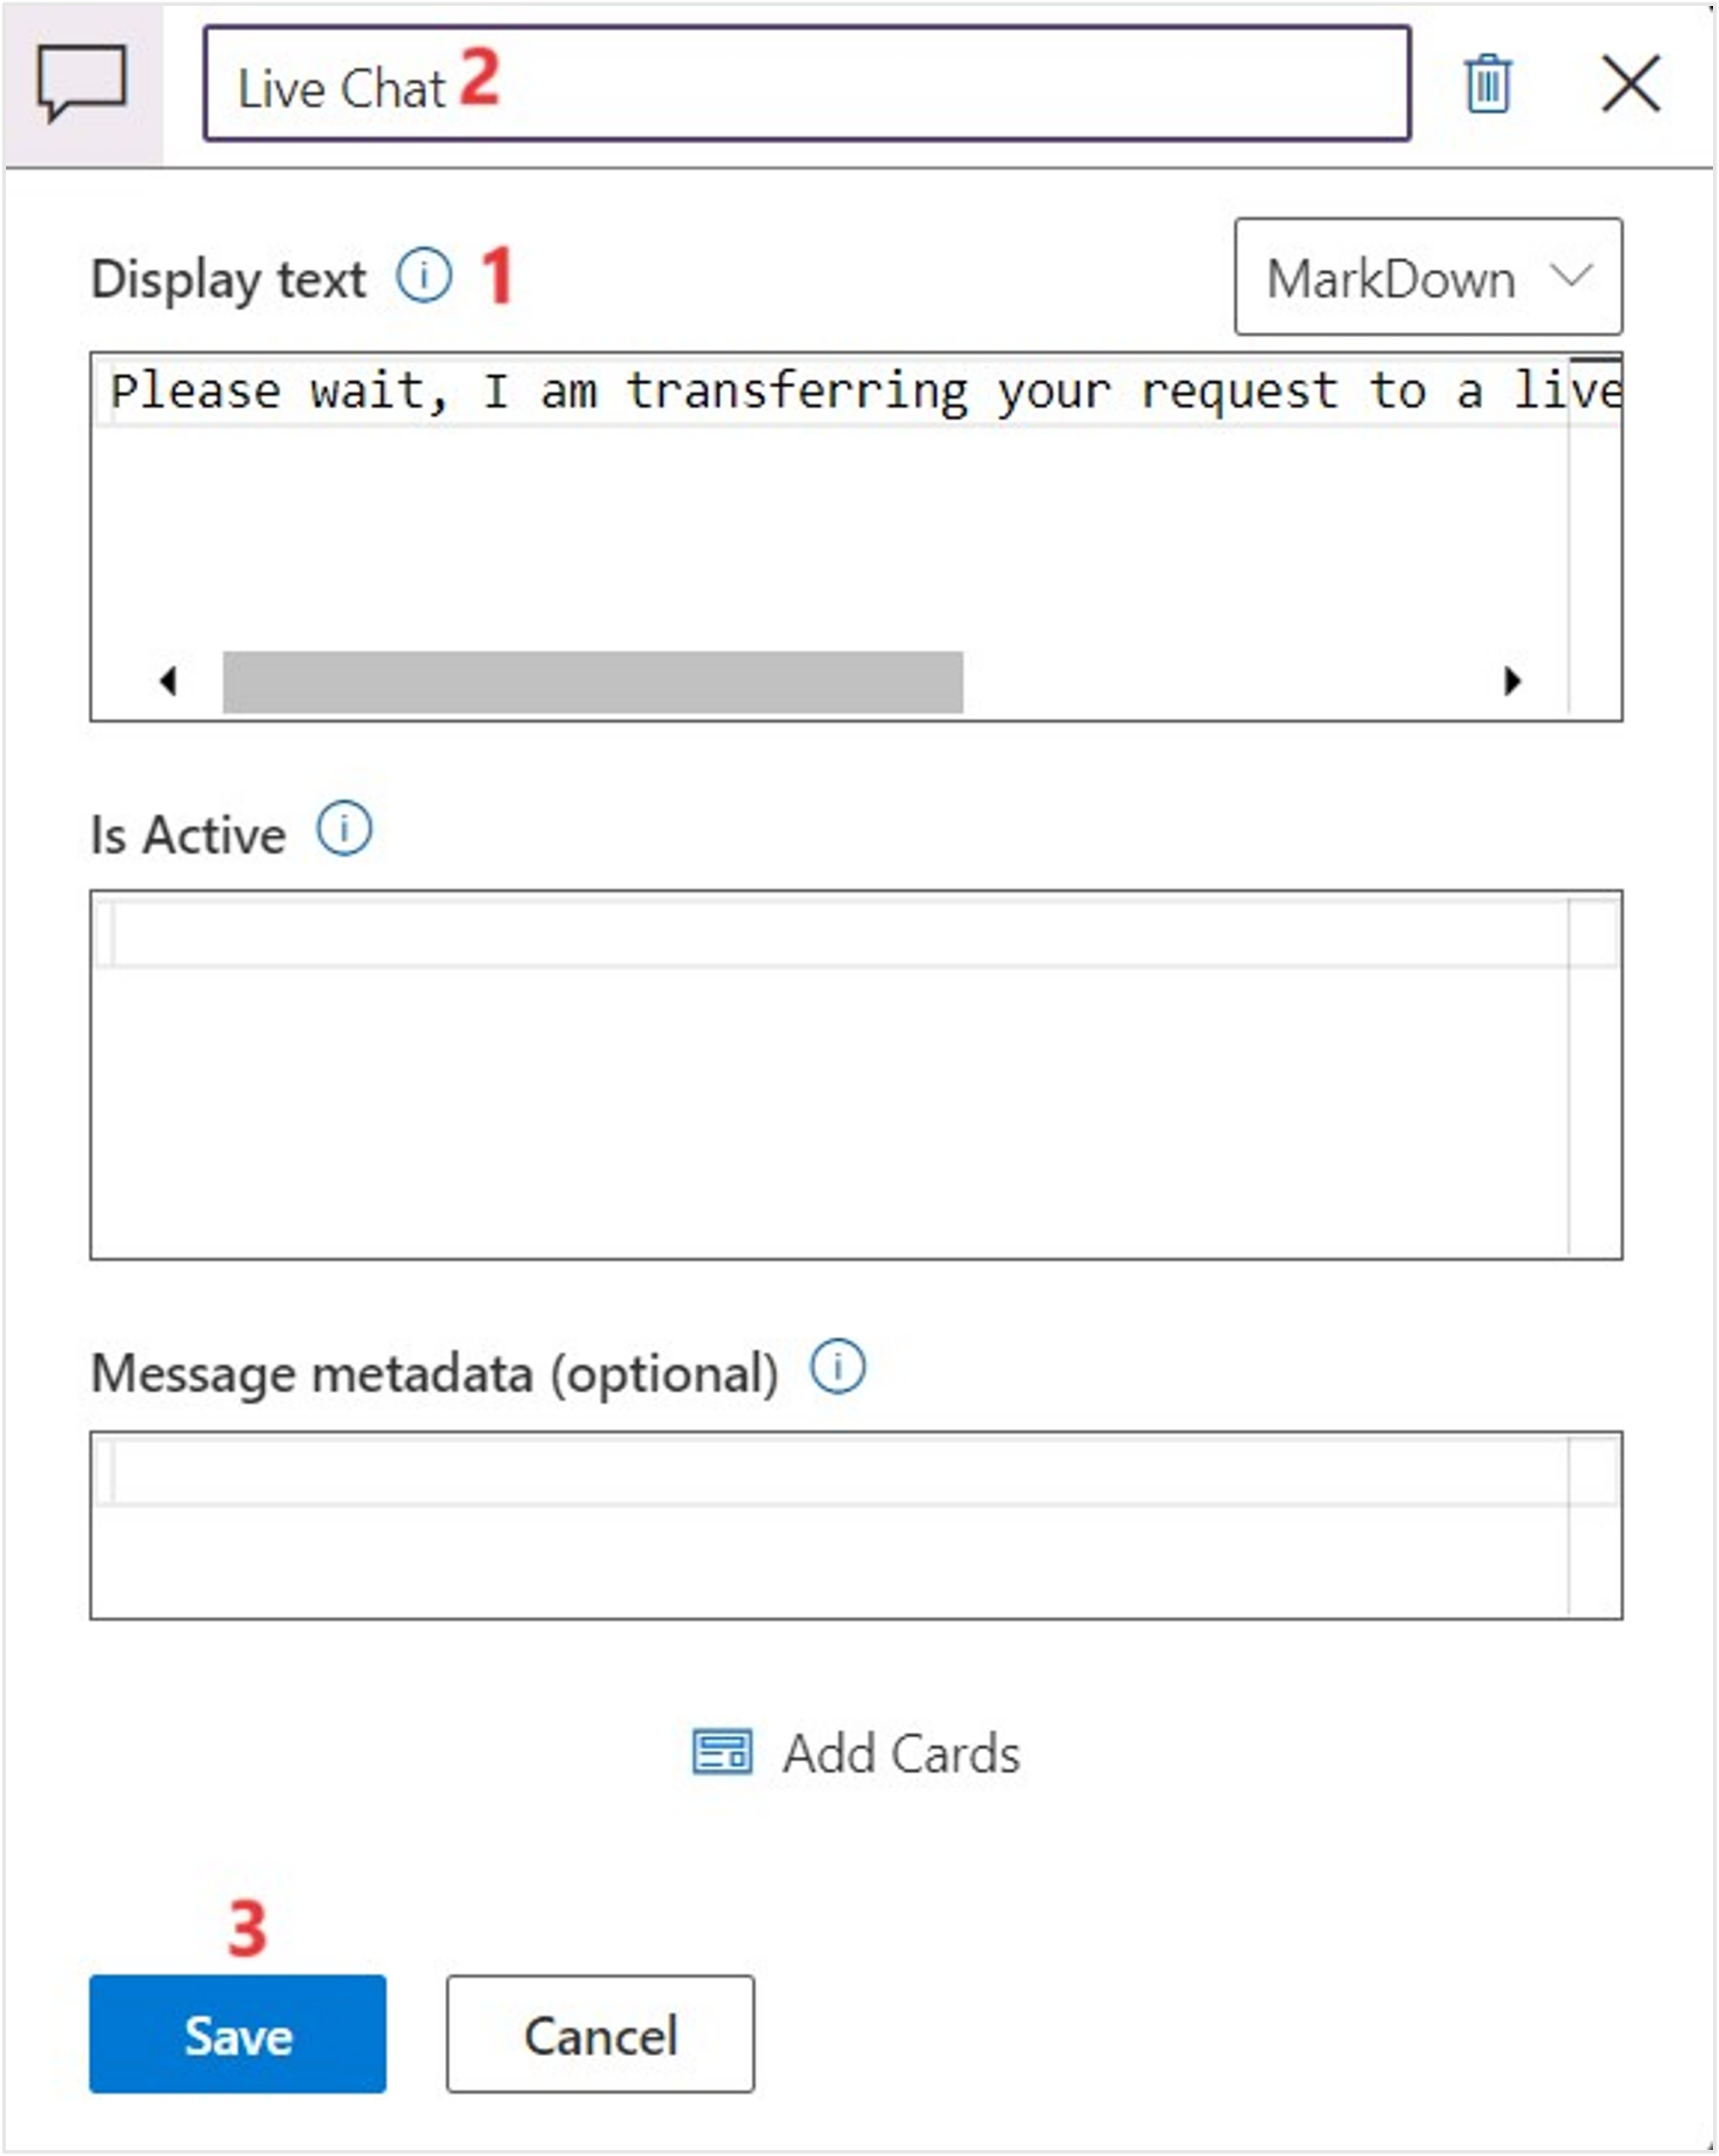 Live Chat 2
Display text 1
MarkDown
Please wait, I am transferring your request to a live
Is Active
Message metadata (optional)
Add Cards
3
Save
Cancel